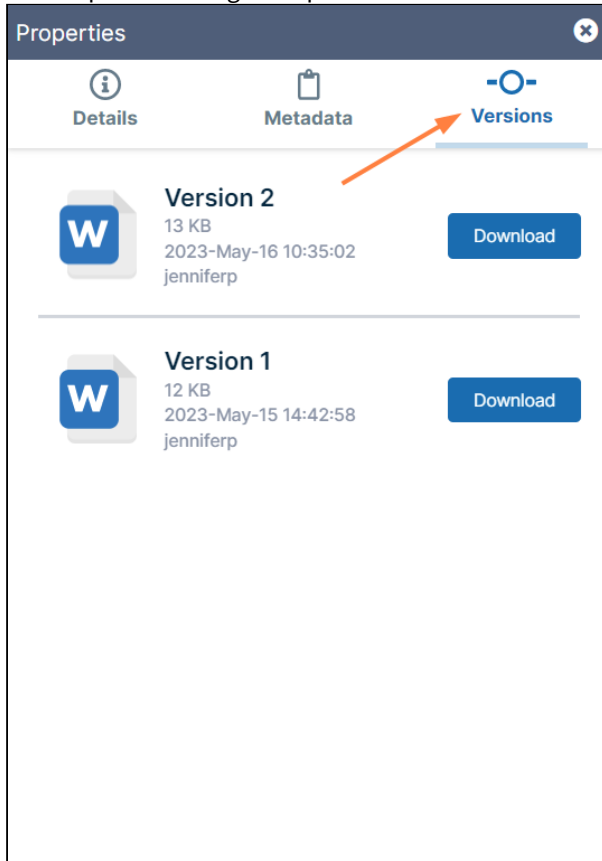 Properties
Details
Metadata
Versions
W
Version 2
13 KB
2023-May-16 10:35:02
jenniferp
Download
W
Version 1
12 KB
2023-May-15 14:42:58
jenniferp
Download